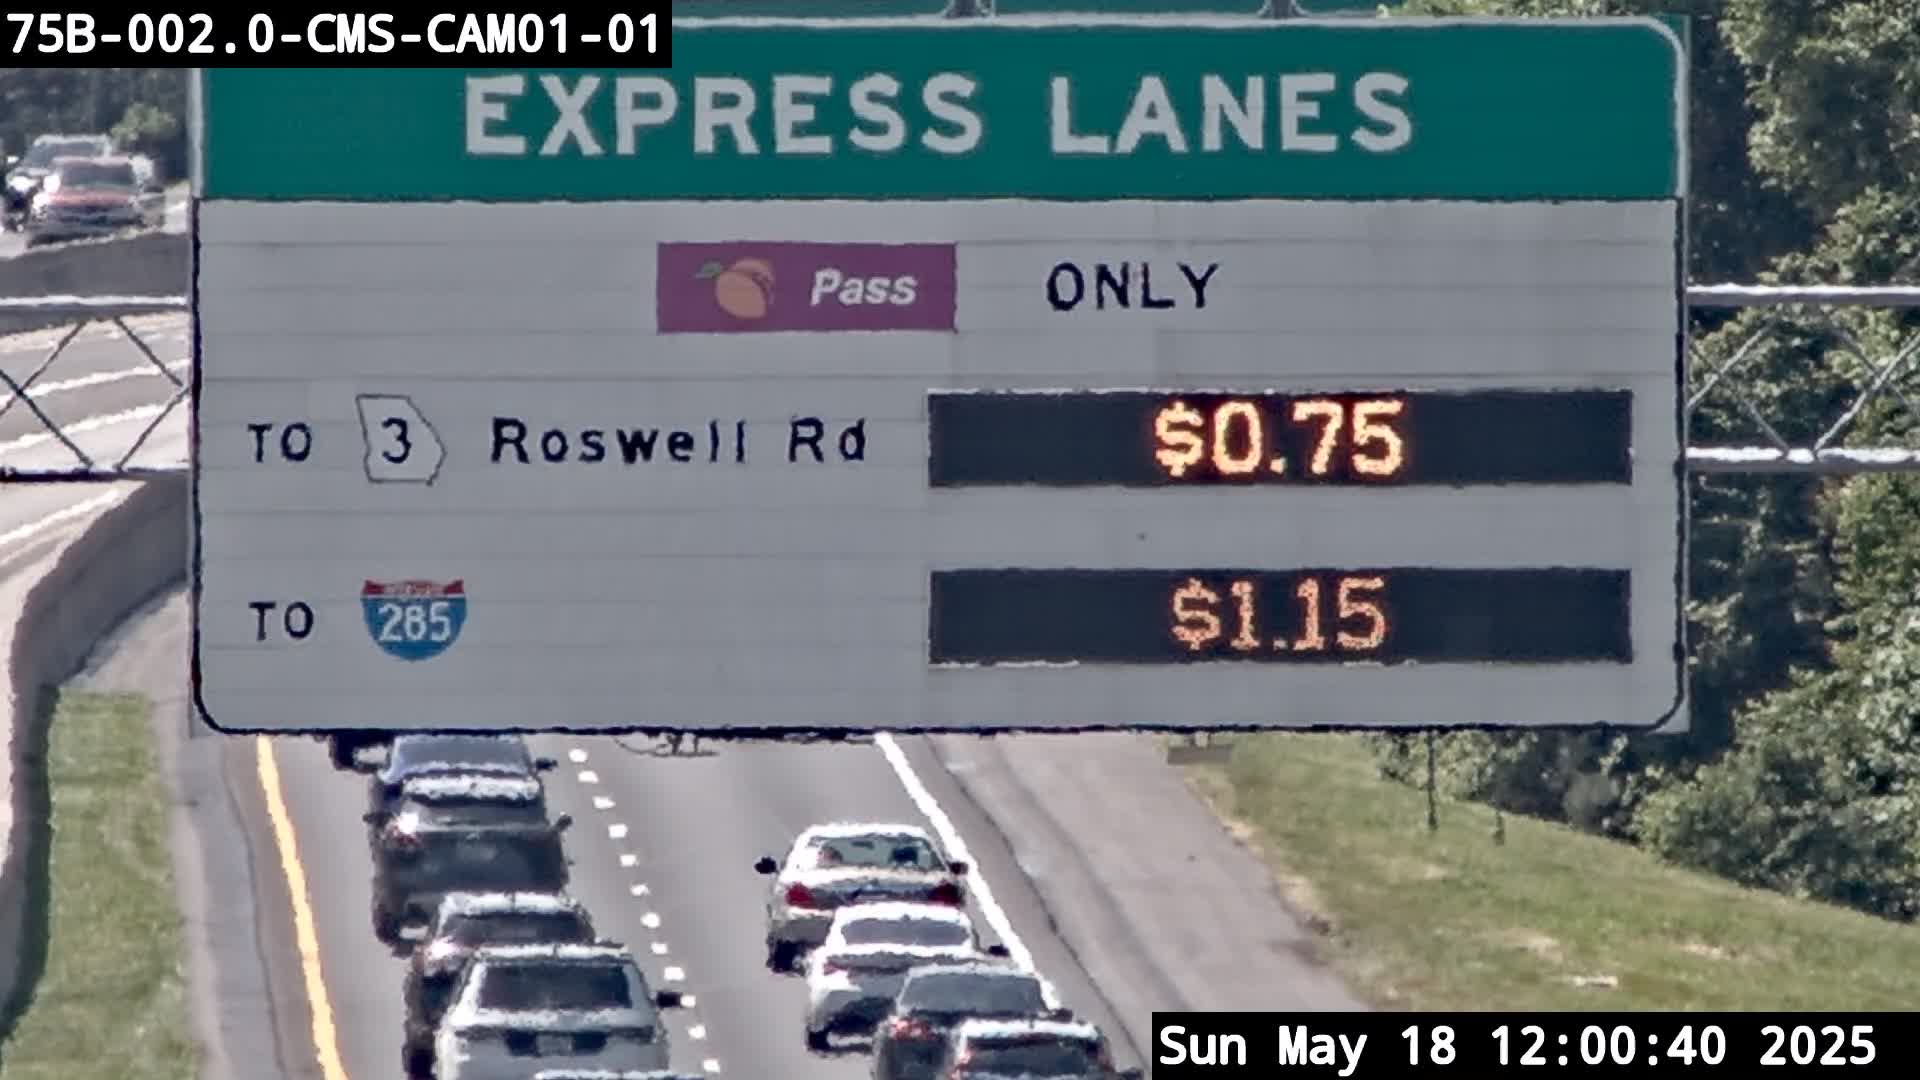 75B-002.0-CMS-CAM01-01
EXPRESS LANES
Pass ONLY
TO 3 Roswell Rd $0.75
TO 285 $1.15
Sun May 18 12:00:40 2025